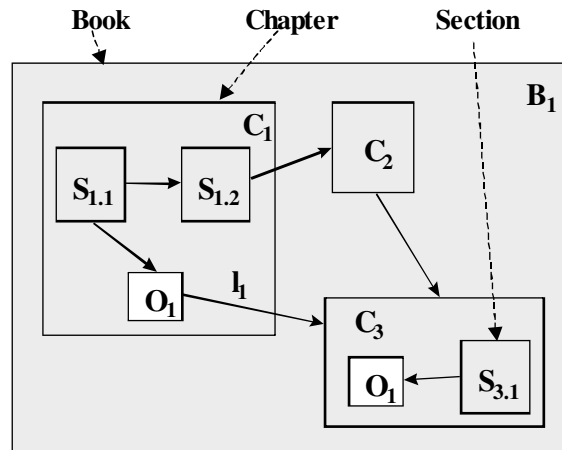 Book Chapter Section
B1
C1
C2
S1.1 S1.2
l1
O1
C3
O1 S3.1